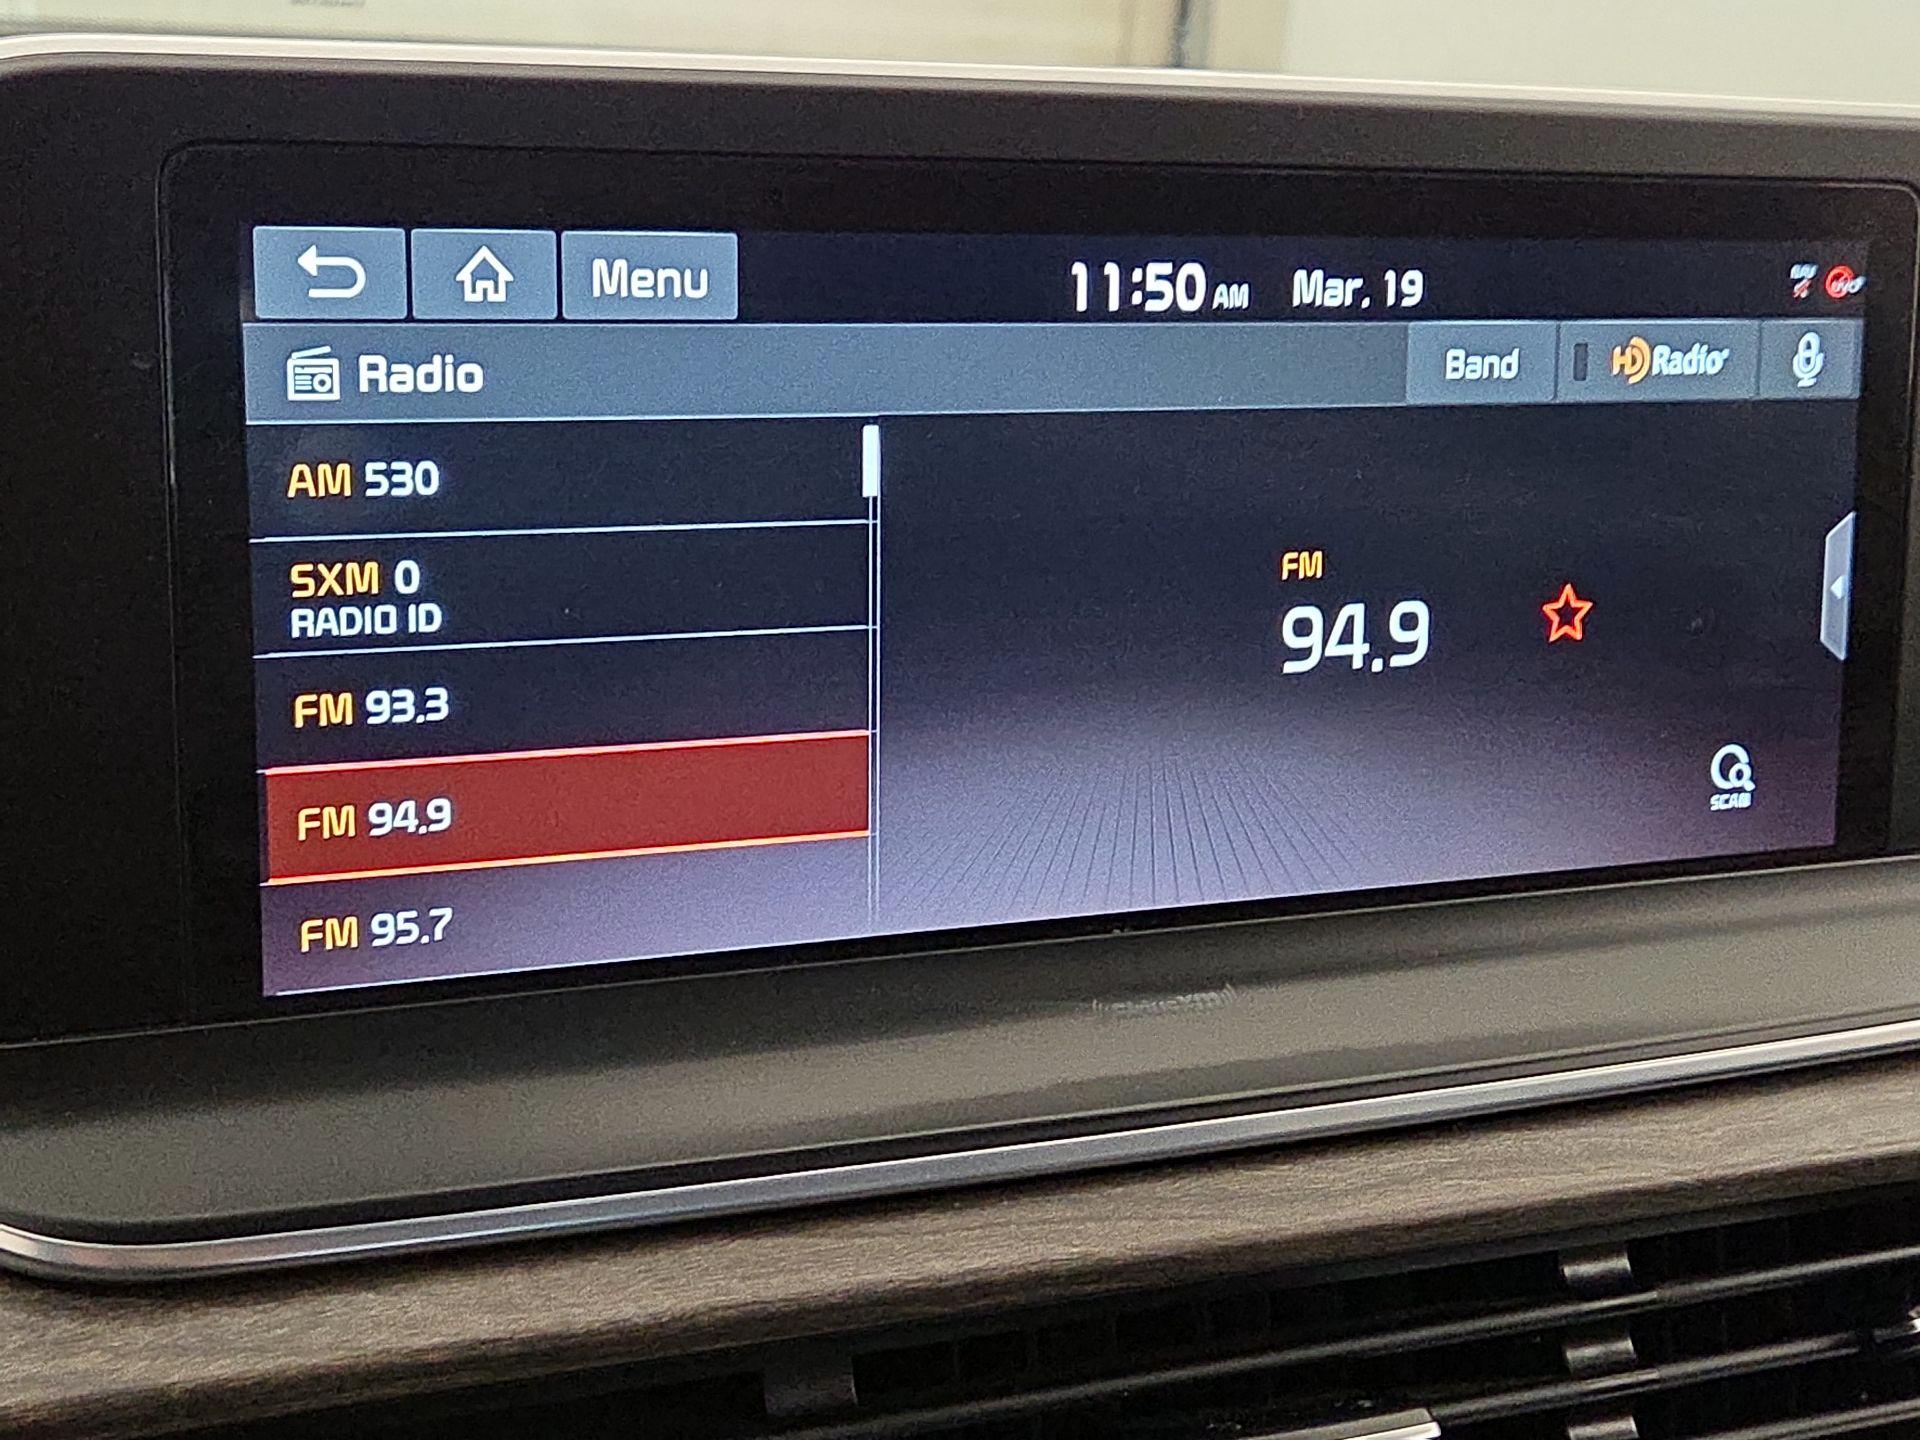 Menu
11:50 AM Mar. 19
Radio
Band
HD Radio
AM 530
SXM 0
RADIO ID
FM 93.3
FM 94.9
FM 95.7
FM
94.9
SCAN
((SiriusXM))